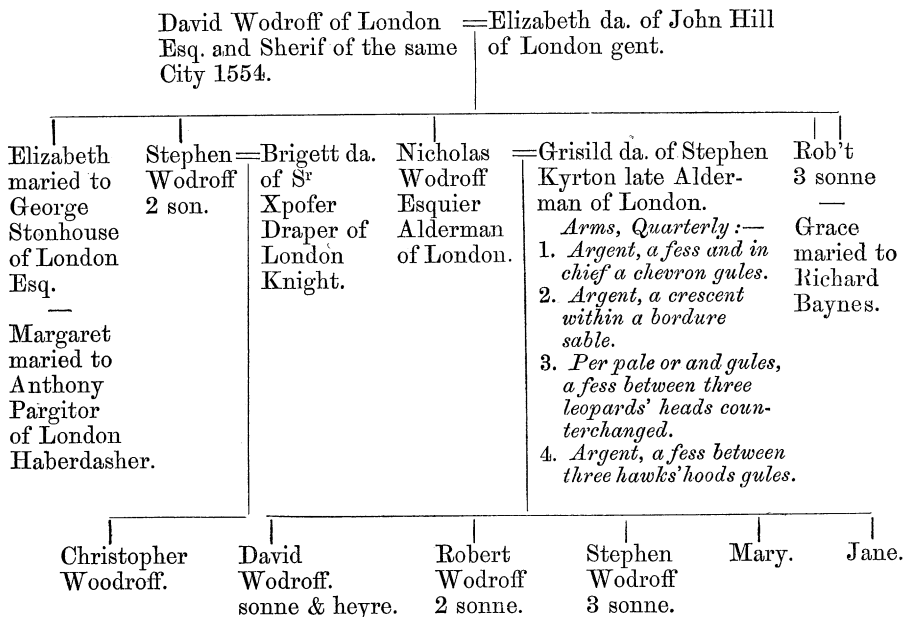 David Wodroff of London
Esq. and Sherif of the same
City 1554.
=Elizabeth da. of John Hill
of London gent.
Elizabeth
maried to
George
Stonhouse
of London
Esq.
—
Margaret
maried to
Anthony
Pargitor
of London
Haberdasher.
Stephen
Wodroff
2 son.
=Brigett da.
of Sr
Xpofer
Draper of
London
Knight.
Nicholas
Wodroff
Esquier
Alderman
of London.
=Grisild da. of Stephen
Kyrton late Alder-
man of London.
Arms, Quarterly :—
1. Argent, a fess and in
chief a chevron gules.
2. Argent, a crescent
within a bordure
sable.
3. Per pale or and gules,
a fess between three
leopards' heads coun-
terchanged.
4. Argent, a fess between
three hawks' hoods gules.
Rob't
3 sonne
—
Grace
maried to
Richard
Baynes.
Christopher
Woodroff.
David
Wodroff.
sonne & heyre.
Robert
Wodroff
2 sonne.
Stephen
Wodroff
3 sonne.
Mary.
Jane.